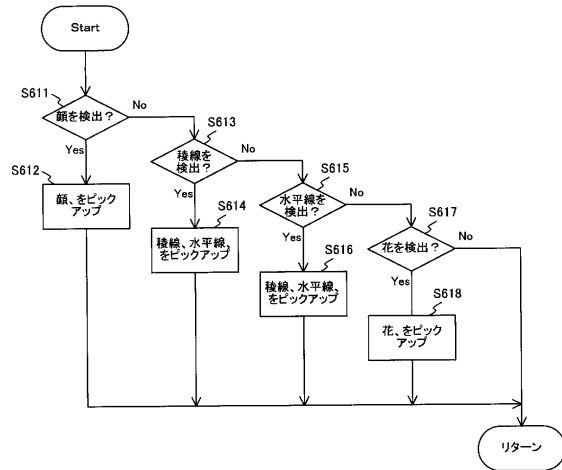 Start
S611
顔を検出？
No
Yes
S612
顔、をピック
アップ
S613
稜線を
検出？
No
Yes
S614
稜線、水平線、
をピックアップ
S615
水平線を
検出？
No
Yes
S616
稜線、水平線、
をピックアップ
S617
花を検出？
No
Yes
S618
花、をピック
アップ
リターン